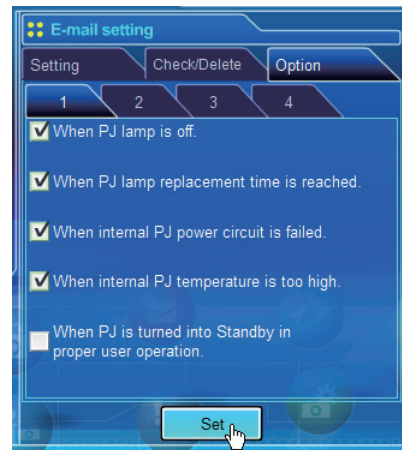 E-mail setting
Setting Check/Delete Option
1 2 3 4
When PJ lamp is off.
When PJ lamp replacement time is reached.
When internal PJ power circuit is failed.
When internal PJ temperature is too high.
When PJ is turned into Standby in
proper user operation.
Set